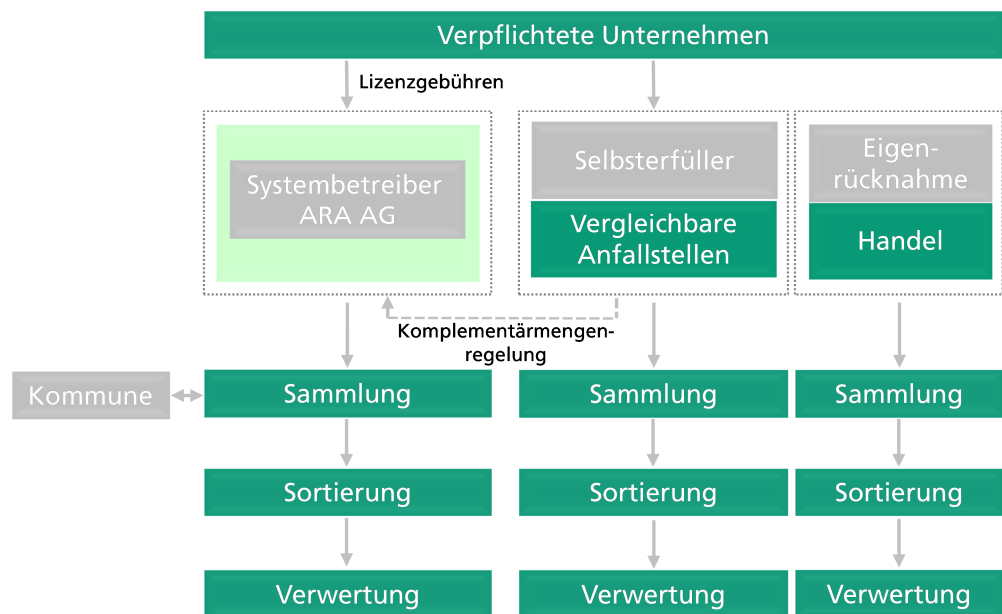 Verpflichtete Unternehmen
Lizenzgebühren
Systembetreiber
ARA AG
Selbsterfüller
Vergleichbare
Anfallstellen
Eigen-
rücknahme
Handel
Komplementärmengen-
regelung
Kommune
Sammlung
Sammlung
Sammlung
Sortierung
Sortierung
Sortierung
Verwertung
Verwertung
Verwertung